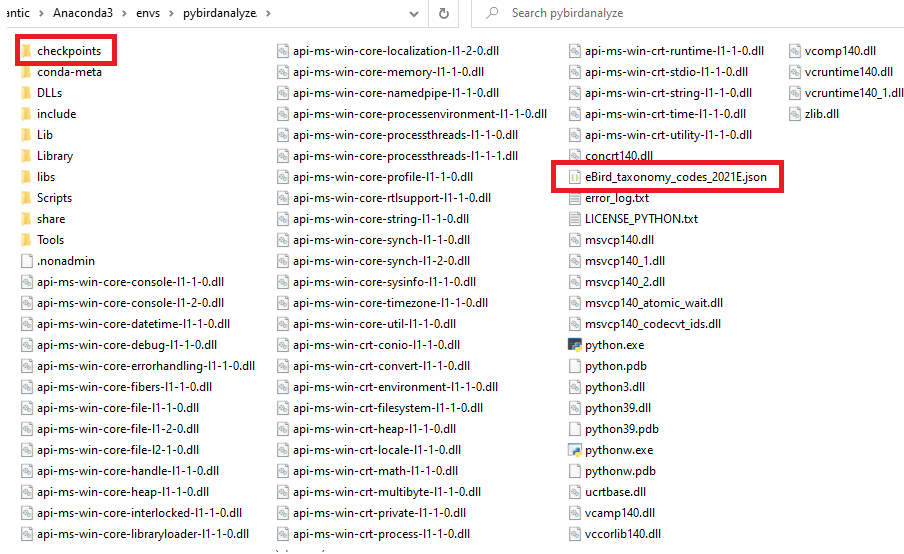 antic > Anaconda3 > envs > pybirdanalyze >
Search pybirdanalyze
checkpoints
conda-meta
DLLs
include
Lib
Library
libs
Scripts
share
Tools
.nonadmin
api-ms-win-core-console-l1-1-0.dll
api-ms-win-core-console-l1-2-0.dll
api-ms-win-core-datetime-l1-1-0.dll
api-ms-win-core-debug-l1-1-0.dll
api-ms-win-core-errorhandling-l1-1-0.dll
api-ms-win-core-fibers-l1-1-0.dll
api-ms-win-core-file-l1-1-0.dll
api-ms-win-core-file-l1-2-0.dll
api-ms-win-core-file-l2-1-0.dll
api-ms-win-core-handle-l1-1-0.dll
api-ms-win-core-heap-l1-1-0.dll
api-ms-win-core-interlocked-l1-1-0.dll
api-ms-win-core-libraryloader-l1-1-0.dll
api-ms-win-core-localization-l1-2-0.dll
api-ms-win-core-memory-l1-1-0.dll
api-ms-win-core-namedpipe-l1-1-0.dll
api-ms-win-core-processenvironment-l1-1-0.dll
api-ms-win-core-processthreads-l1-1-0.dll
api-ms-win-core-processthreads-l1-1-1.dll
api-ms-win-core-profile-l1-1-0.dll
api-ms-win-core-rtlsupport-l1-1-0.dll
api-ms-win-core-string-l1-1-0.dll
api-ms-win-core-synch-l1-1-0.dll
api-ms-win-core-synch-l1-2-0.dll
api-ms-win-core-sysinfo-l1-1-0.dll
api-ms-win-core-timezone-l1-1-0.dll
api-ms-win-core-util-l1-1-0.dll
api-ms-win-crt-conio-l1-1-0.dll
api-ms-win-crt-convert-l1-1-0.dll
api-ms-win-crt-environment-l1-1-0.dll
api-ms-win-crt-filesystem-l1-1-0.dll
api-ms-win-crt-heap-l1-1-0.dll
api-ms-win-crt-locale-l1-1-0.dll
api-ms-win-crt-math-l1-1-0.dll
api-ms-win-crt-multibyte-l1-1-0.dll
api-ms-win-crt-private-l1-1-0.dll
api-ms-win-crt-process-l1-1-0.dll
api-ms-win-crt-runtime-l1-1-0.dll
api-ms-win-crt-stdio-l1-1-0.dll
api-ms-win-crt-string-l1-1-0.dll
api-ms-win-crt-time-l1-1-0.dll
api-ms-win-crt-utility-l1-1-0.dll
concrt140.dll
eBird_taxonomy_codes_2021E.json
error_log.txt
LICENSE_PYTHON.txt
msvcp140.dll
msvcp140_1.dll
msvcp140_2.dll
msvcp140_atomic_wait.dll
msvcp140_codecvt_ids.dll
python.exe
python.pdb
python3.dll
python39.dll
python39.pdb
pythonw.exe
pythonw.pdb
ucrtbase.dll
vcamp140.dll
vccorlib140.dll
vcomp140.dll
vcruntime140.dll
vcruntime140_1.dll
zlib.dll